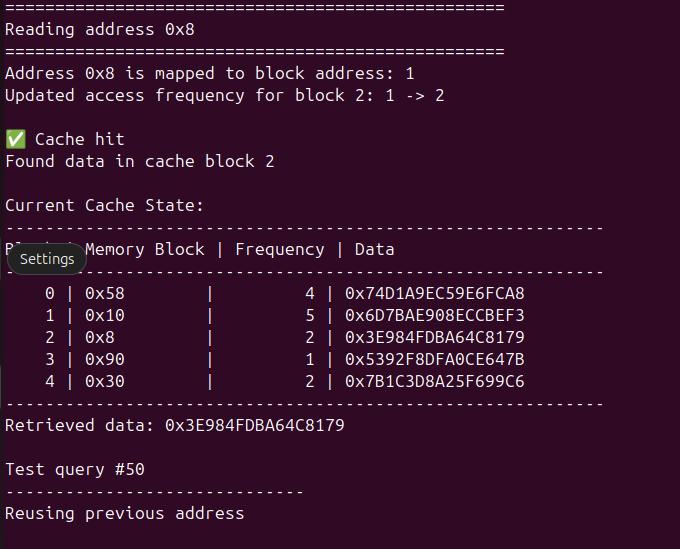 ==================================================
Reading address 0x8
==================================================
Address 0x8 is mapped to block address: 1
Updated access frequency for block 2: 1 -> 2
✅ Cache hit
Found data in cache block 2
Current Cache State:
------------------------------------------------------------
| Memory Block | Frequency | Data
Settings
------------------------------------------------------------
0 | 0x58 | 4 | 0x74D1A9EC59E6FCA8
1 | 0x10 | 5 | 0x6D7BAE908ECCBEF3
2 | 0x8 | 2 | 0x3E984FDBA64C8179
3 | 0x90 | 1 | 0x5392F8DFA0CE647B
4 | 0x30 | 2 | 0x7B1C3D8A25F699C6
------------------------------------------------------------
Retrieved data: 0x3E984FDBA64C8179
Test query #50
------------------------------
Reusing previous address